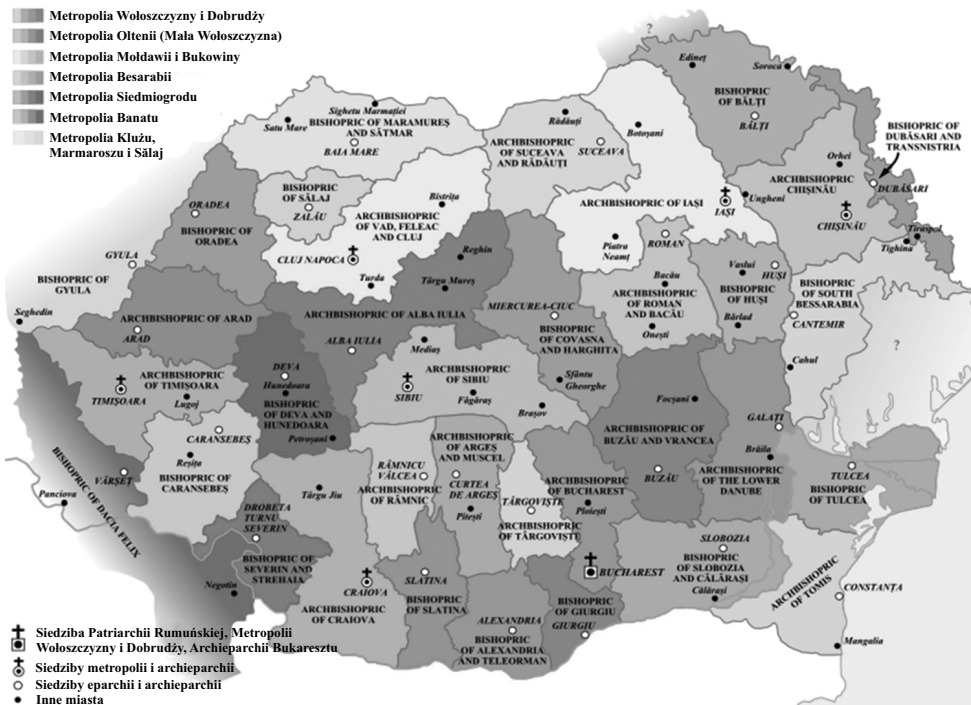 Metropolia Wołoszczyzny i Dobrudży
Metropolia Oltenii (Mała Wołoszczyzna)
Metropolia Mołdawii i Bukowiny
Metropolia Besarabii
Metropolia Siedmiogrodu
Metropolia Banatu
Metropolia Klużu,
Marmaroszu i Sălaj
?
Edineț
Soroca
BISHOPRIC
OF BĂLȚI
BĂLȚI
Sighetu Marmației
Satu Mare
BISHOPRIC OF MARAMUREȘ
AND SĂTMAR
BAIA MARE
Rădăuți
ARCHBISHOPRIC
OF SUCEAVA
AND RĂDĂUȚI
SUCEAVA
Botoșani
BISHOPRIC OF
DUBĂSARI AND
TRANSNISTRIA
Orhei
ARCHBISHOPRIC
CHIȘINĂU
DUBĂSARI
Ungheni
CHIȘINĂU
Tiraspol
Tighina
BISHOPRIC
OF SĂLAJ
ZALĂU
Bistrița
ARCHBISHOPRIC
OF VAD, FELEAC
AND CLUJ
CLUJ NAPOCA
Turda
ORADEA
BISHOPRIC OF
ORADEA
ARCHBISHOPRIC OF IAȘI
IAȘI
Piatra
Neamț
ROMAN
Bacău
ARCHBISHOPRIC
OF ROMAN
AND BACĂU
Onești
Vaslui
HUȘI
BISHOPRIC
OF HUȘI
Bârlad
BISHOPRIC
OF SOUTH
BESSARABIA
CANTEMIR
Cahul
?
GYULA
BISHOPRIC OF
GYULA
Seghedin
Reghin
Târgu Mureș
ARCHBISHOPRIC OF ALBA IULIA
ALBA IULIA
MIERCUREA-CIUC
BISHOPRIC OF
COVASNA AND
HARGHITA
Sfântu
Gheorghe
ARCHBISHOPRIC OF ARAD
ARAD
Mediaș
ARCHBISHOPRIC
OF SIBIU
SIBIU
Făgăraș
Brașov
DEVA
Hunedoara
BISHOPRIC
OF DEVA AND
HUNEDOARA
Petroșani
ARCHBISHOPRIC
OF TIMIȘOARA
TIMIȘOARA
Lugoj
CARANSEBEȘ
Reșița
BISHOPRIC OF
CARANSEBEȘ
BISHOPRIC OF DACIA FELIX
VÂRȘEȚ
Panciova
Focșani
ARCHBISHOPRIC OF
BUZĂU AND VRANCEA
BUZĂU
GALAȚI
Brăila
ARCHBISHOPRIC
OF THE LOWER
DANUBE
TULCEA
BISHOPRIC OF
TULCEA
RÂMNICU
VÂLCEA
ARCHBISHOPRIC
OF RÂMNIC
ARCHBISHOPRIC
OF ARGEȘ
AND MUSCEL
CURTEA
DE ARGEȘ
Pitești
TÂRGOVIȘTE
ARCHBISHOPRIC
OF TÂRGOVIȘTE
ARCHBISHOPRIC
OF BUCHAREST
Ploiești
BUCHAREST
Târgu Jiu
DROBETA
TURNU
SEVERIN
BISHOPRIC OF
SEVERIN AND
STREHAIA
Negotin
CRAIOVA
ARCHBISHOPRIC
OF CRAIOVA
SLATINA
BISHOPRIC
OF SLATINA
ALEXANDRIA
BISHOPRIC
OF ALEXANDRIA
AND TELEORMAN
BISHOPRIC
OF GIURGIU
GIURGIU
SLOBOZIA
BISHOPRIC
OF SLOBOZIA
AND CĂLĂRAȘI
Călărași
ARCHBISHOPRIC
OF TOMIS
CONSTANȚA
Mangalia
Siedziba Patriarchii Rumuńskiej, Metropolii
Wołoszczyzny i Dobrudży, Archieparchii Bukaresztu
Siedziby metropolii i archieparchii
Siedziby eparchii i archieparchii
Inne miasta